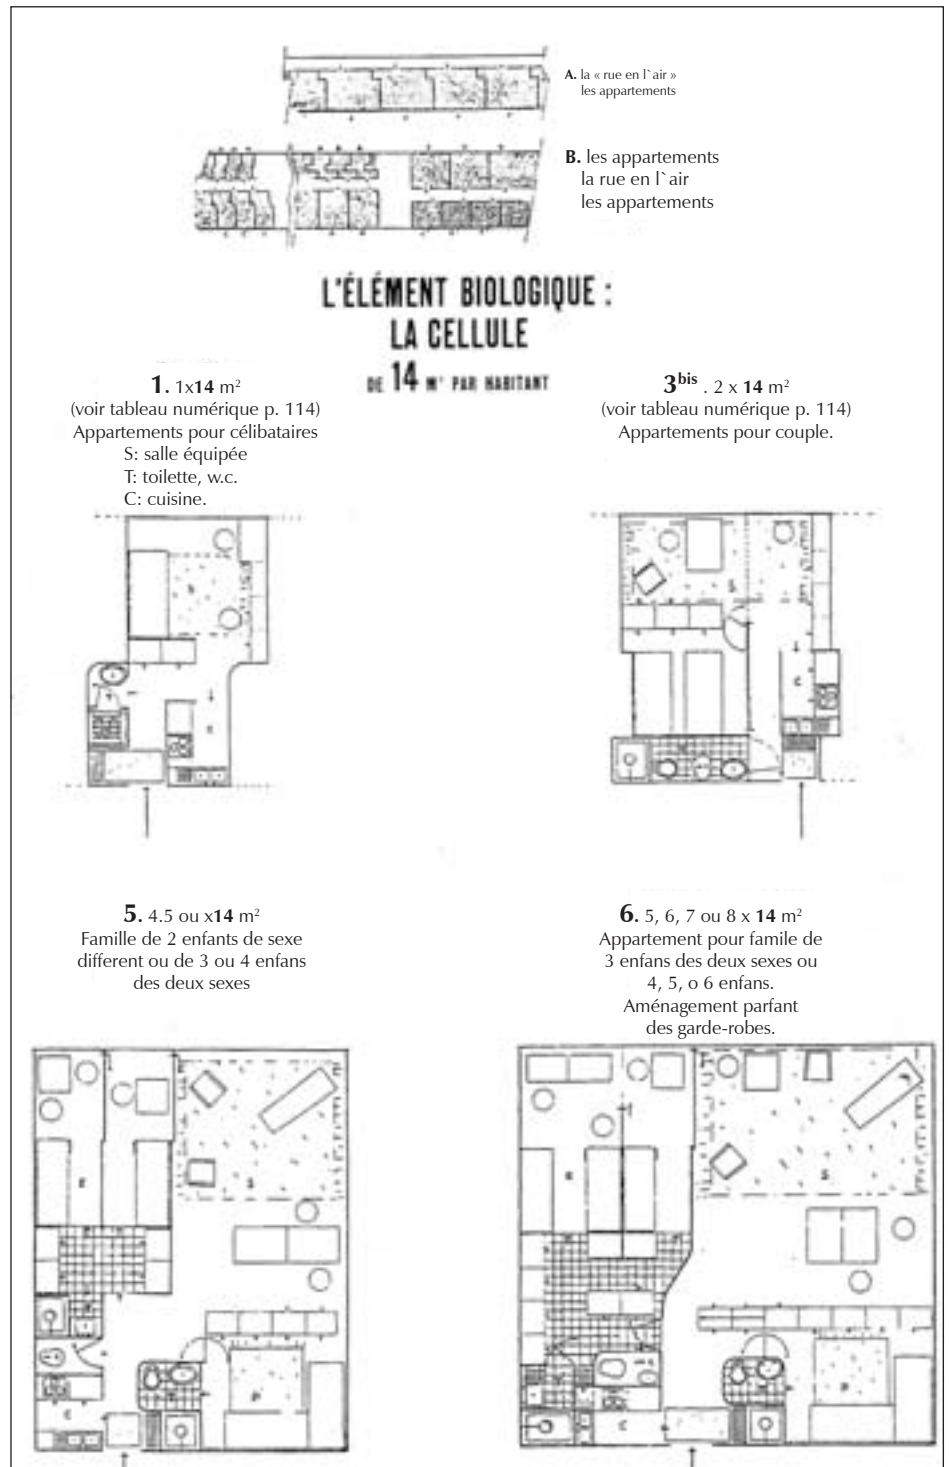 A. la « rue en l`air »
les appartements
B. les appartements
la rue en l`air
les appartements
L'ÉLÉMENT BIOLOGIQUE :
LA CELLULE
DE 14 M² PAR HABITANT
1. 1x14 m²
(voir tableau numérique p. 114)
Appartements pour célibataires
S: salle équipée
T: toilette, w.c.
C: cuisine.
3bis . 2 x 14 m²
(voir tableau numérique p. 114)
Appartements pour couple.
S
C
5. 4.5 ou x14 m²
Famille de 2 enfants de sexe
different ou de 3 ou 4 enfans
des deux sexes
6. 5, 6, 7 ou 8 x 14 m²
Appartement pour famile de
3 enfans des deux sexes ou
4, 5, o 6 enfans.
Aménagement parfant
des garde-robes.
E
S
P
C
S
P
C